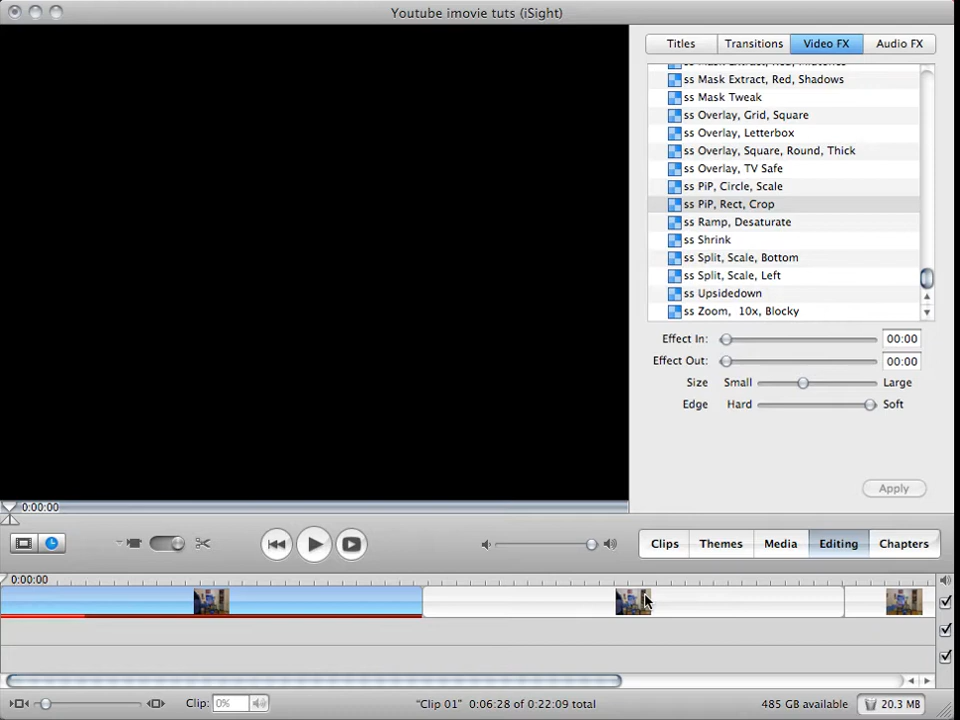 Youtube imovie tuts (iSight)
Titles Transitions Video FX Audio FX
ss Mask Extract, Red, Midtones
ss Mask Extract, Red, Shadows
ss Mask Tweak
ss Overlay, Grid, Square
ss Overlay, Letterbox
ss Overlay, Square, Round, Thick
ss Overlay, TV Safe
ss PiP, Circle, Scale
ss PiP, Rect, Crop
ss Ramp, Desaturate
ss Shrink
ss Split, Scale, Bottom
ss Split, Scale, Left
ss Upsidedown
ss Zoom, 10x, Blocky
Effect In: 00:00
Effect Out: 00:00
Size Small Large
Edge Hard Soft
Apply
0:00:00
Clips Themes Media Editing Chapters
0:00:00
Clip: 0% "Clip 01" 0:06:28 of 0:22:09 total 485 GB available 20.3 MB